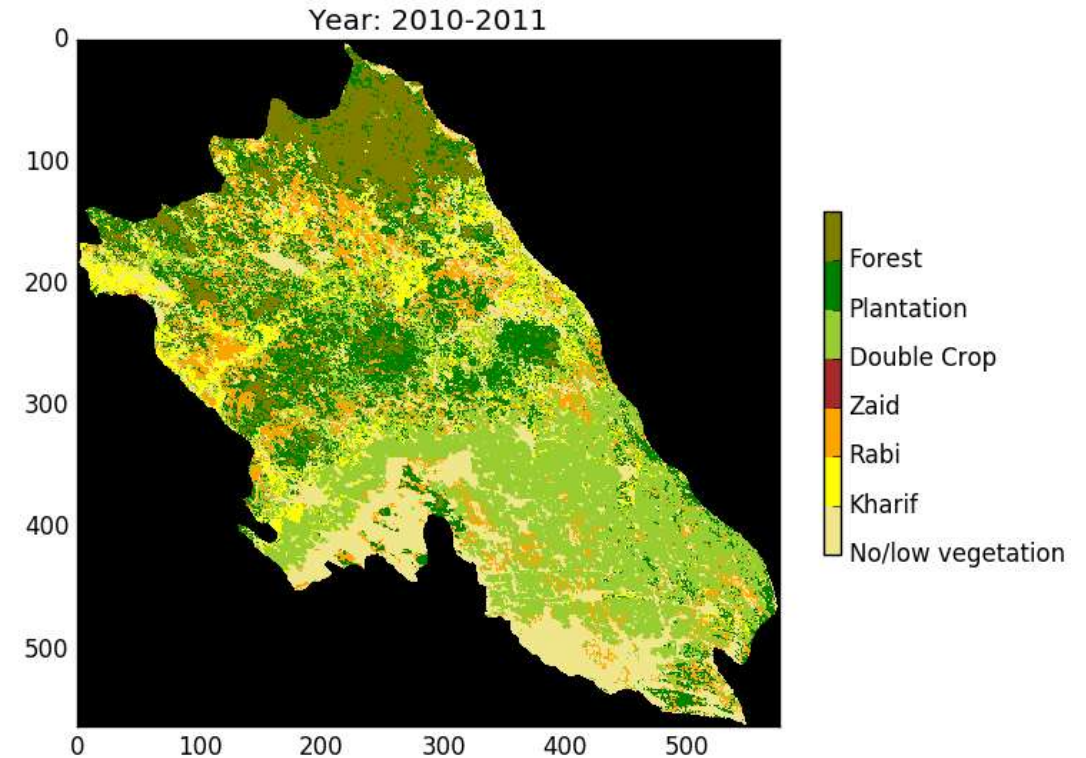 Year: 2010-2011
0
100
200
300
400
500
0 100 200 300 400 500
Forest
Plantation
Double Crop
Zaid
Rabi
Kharif
No/low vegetation